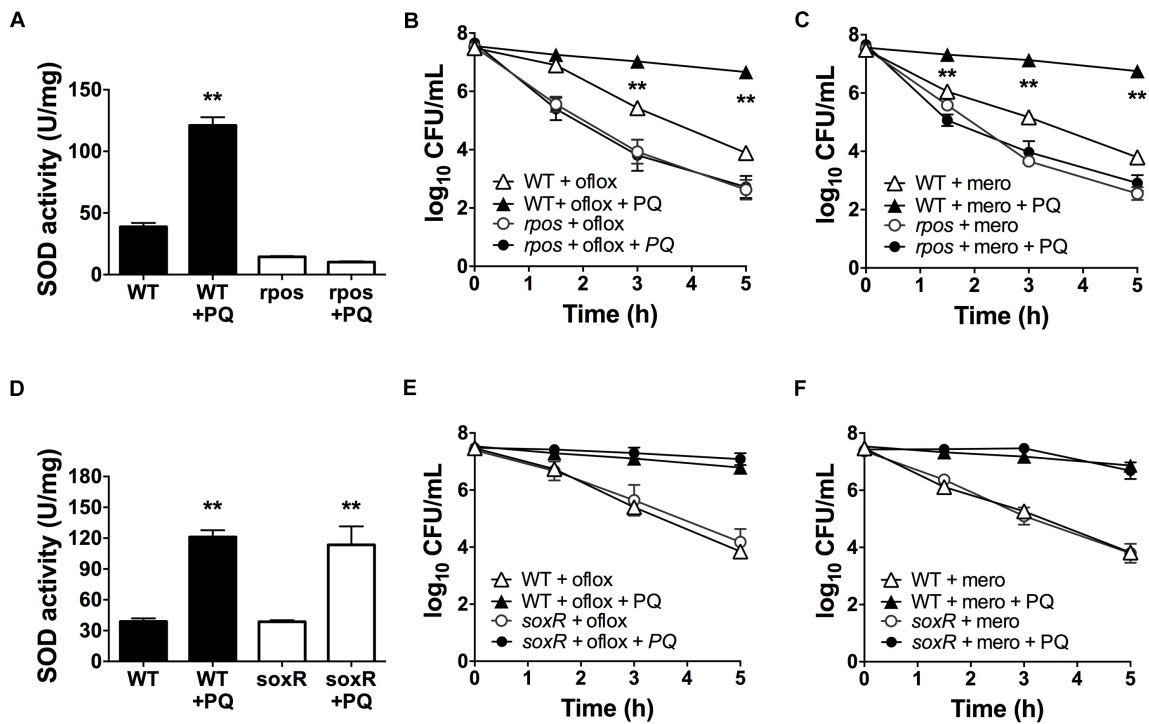 A
SOD activity (U/mg)
150
100
50
0
**
WT
WT
+PQ
rpos
rpos
+PQ
B
log10 CFU/mL
8
6
4
2
0
**
**
WT + oflox
WT+ oflox + PQ
rpos + oflox
rpos + oflox + PQ
0 1 2 3 4 5
Time (h)
C
log10 CFU/mL
8
6
4
2
0
**
**
**
WT + mero
WT + mero + PQ
rpos + mero
rpos + mero + PQ
0 1 2 3 4 5
Time (h)
D
SOD activity (U/mg)
180
150
120
90
60
30
0
**
**
WT
WT
+PQ
soxR
soxR
+PQ
E
log10 CFU/mL
8
6
4
2
0
WT + oflox
WT + oflox + PQ
soxR + oflox
soxR + oflox + PQ
0 1 2 3 4 5
Time (h)
F
log10 CFU/mL
8
6
4
2
0
WT + mero
WT + mero + PQ
soxR + mero
soxR + mero + PQ
0 1 2 3 4 5
Time (h)